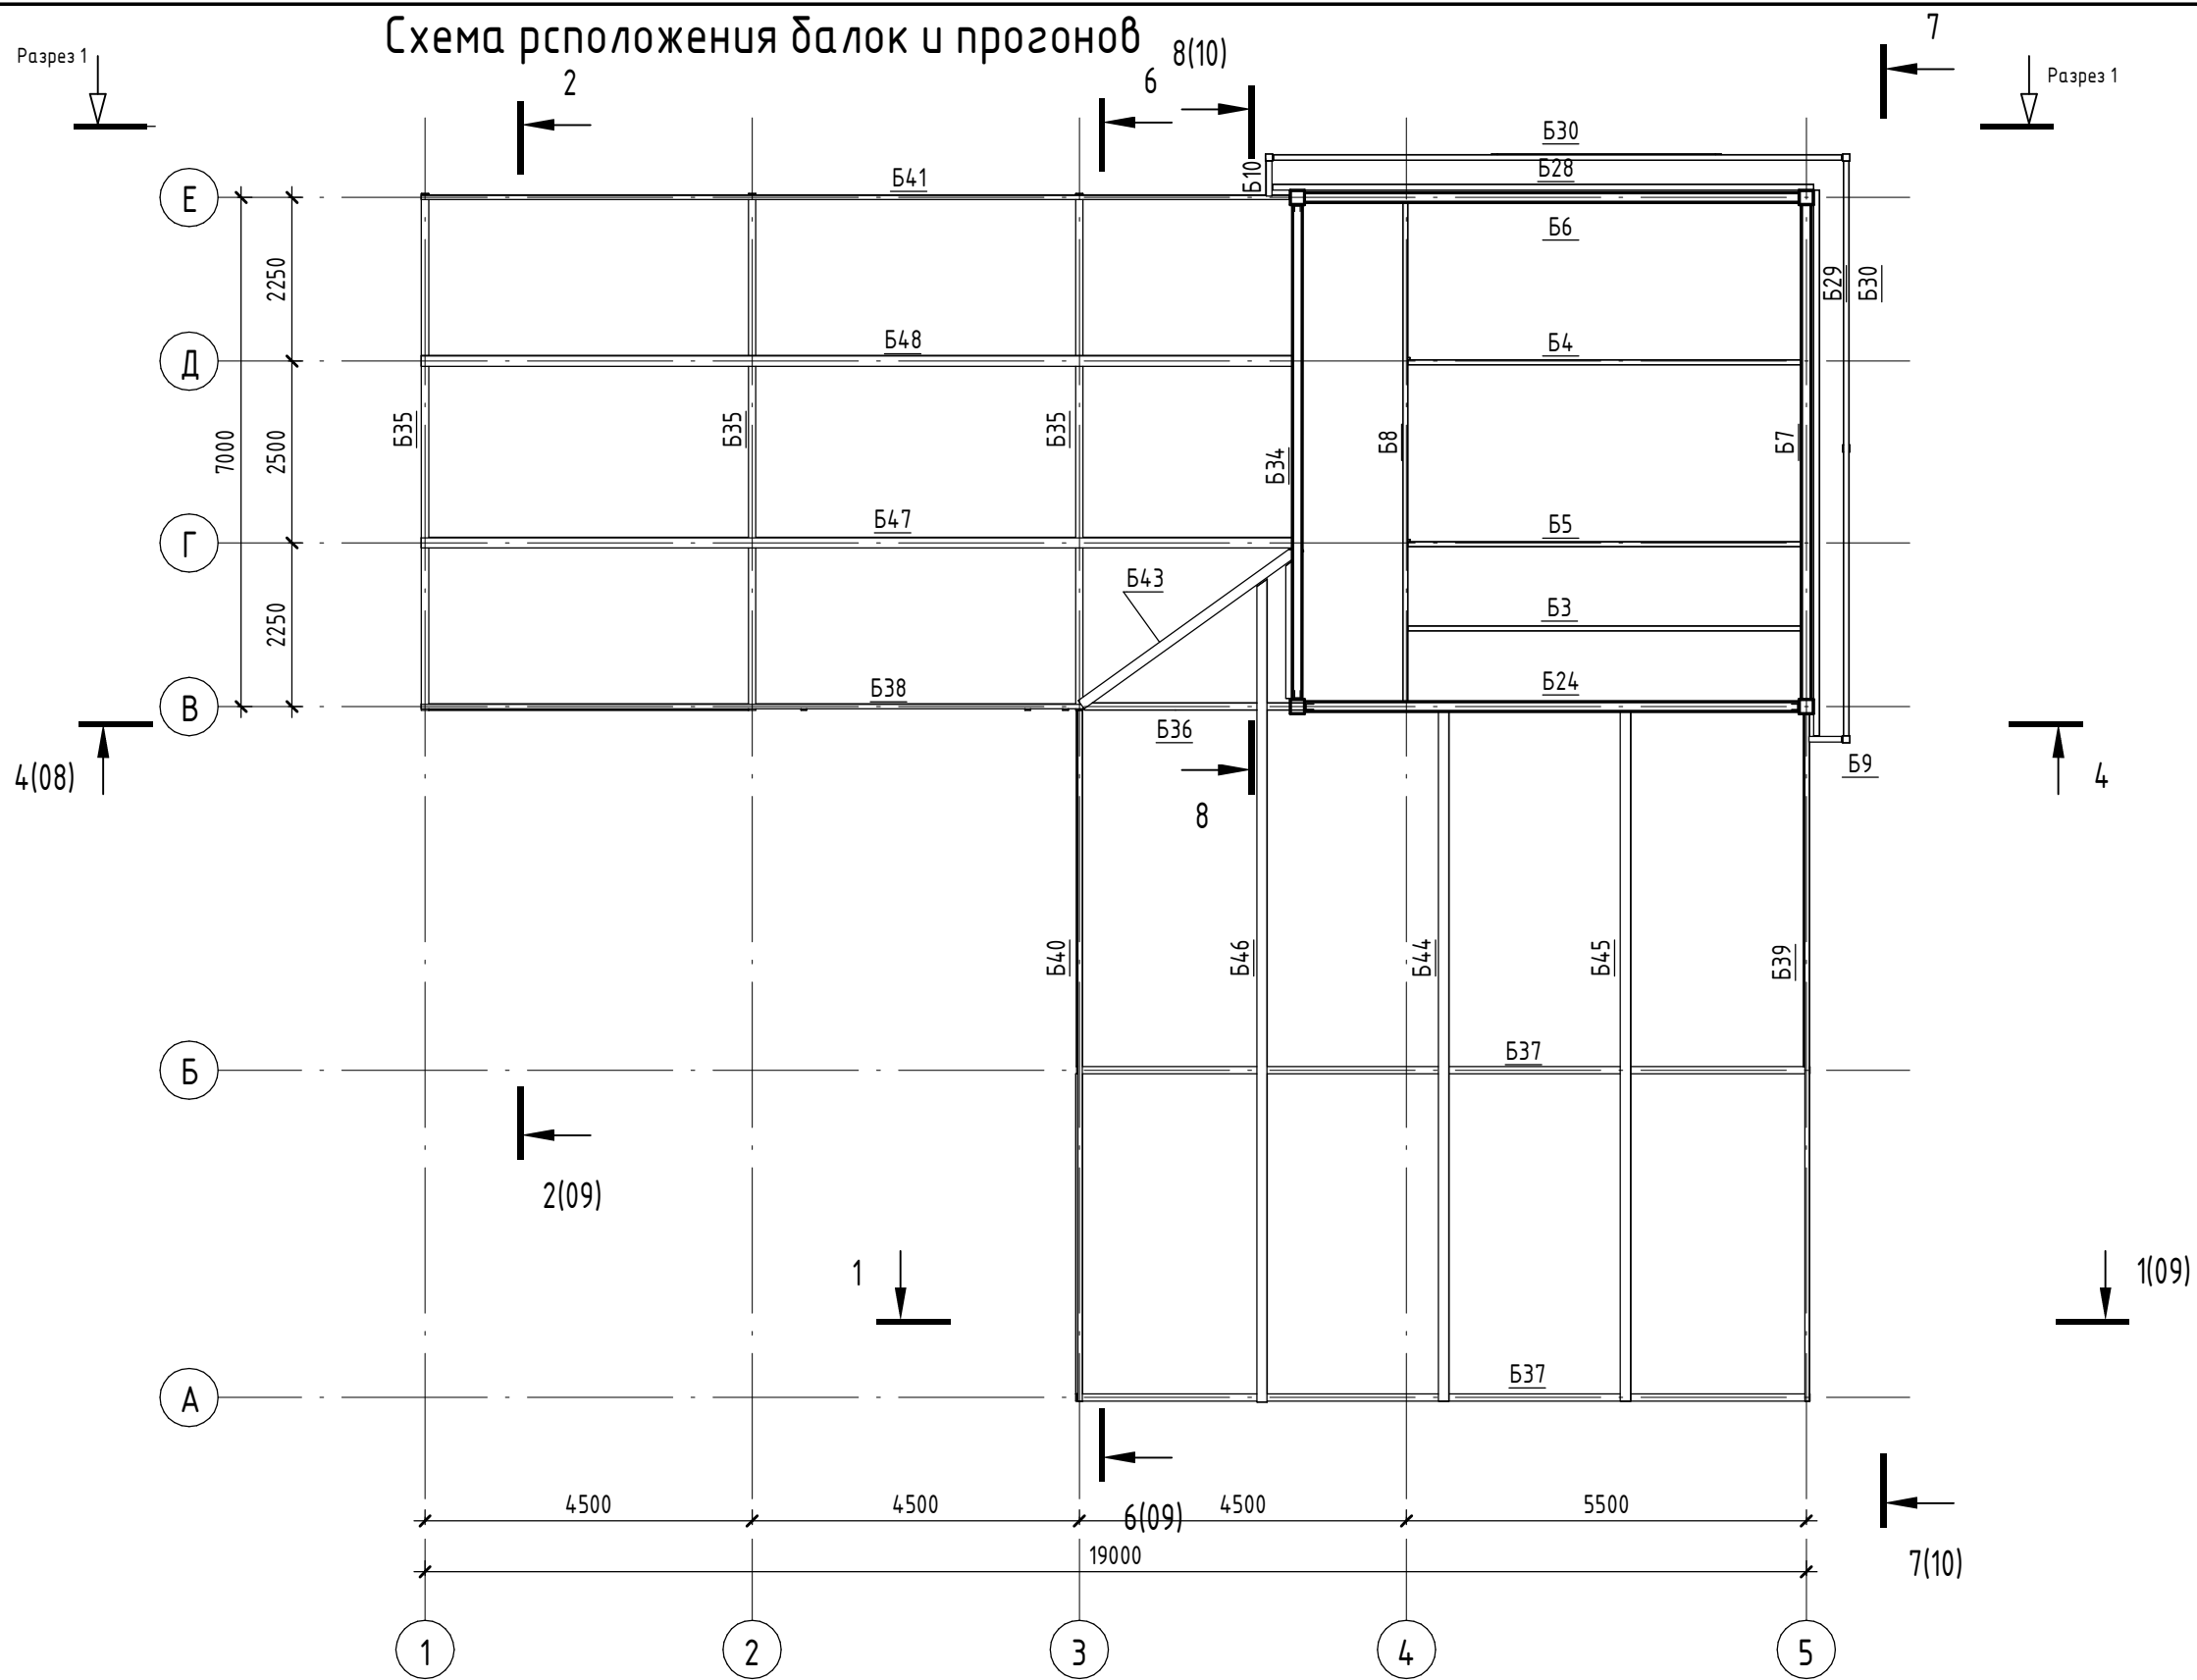 Схема рсположения балок и прогонов
7
8(10)
Разрез 1
Разрез 1
2
6
Б30
Б28
Б10
Б41
Е
Б6
2250
Б29
Б30
Б48
Б4
Д
Б35
Б35
Б35
7000
2500
Б34
Б8
Б7
Б47
Б5
Г
Б43
Б3
2250
Б38
Б24
В
Б36
Б9
4(08)
4
8
Б40
Б46
Б44
Б45
Б39
Б37
Б
2(09)
1
1(09)
Б37
А
4500
4500
4500
5500
6(09)
19000
7(10)
1
2
3
4
5